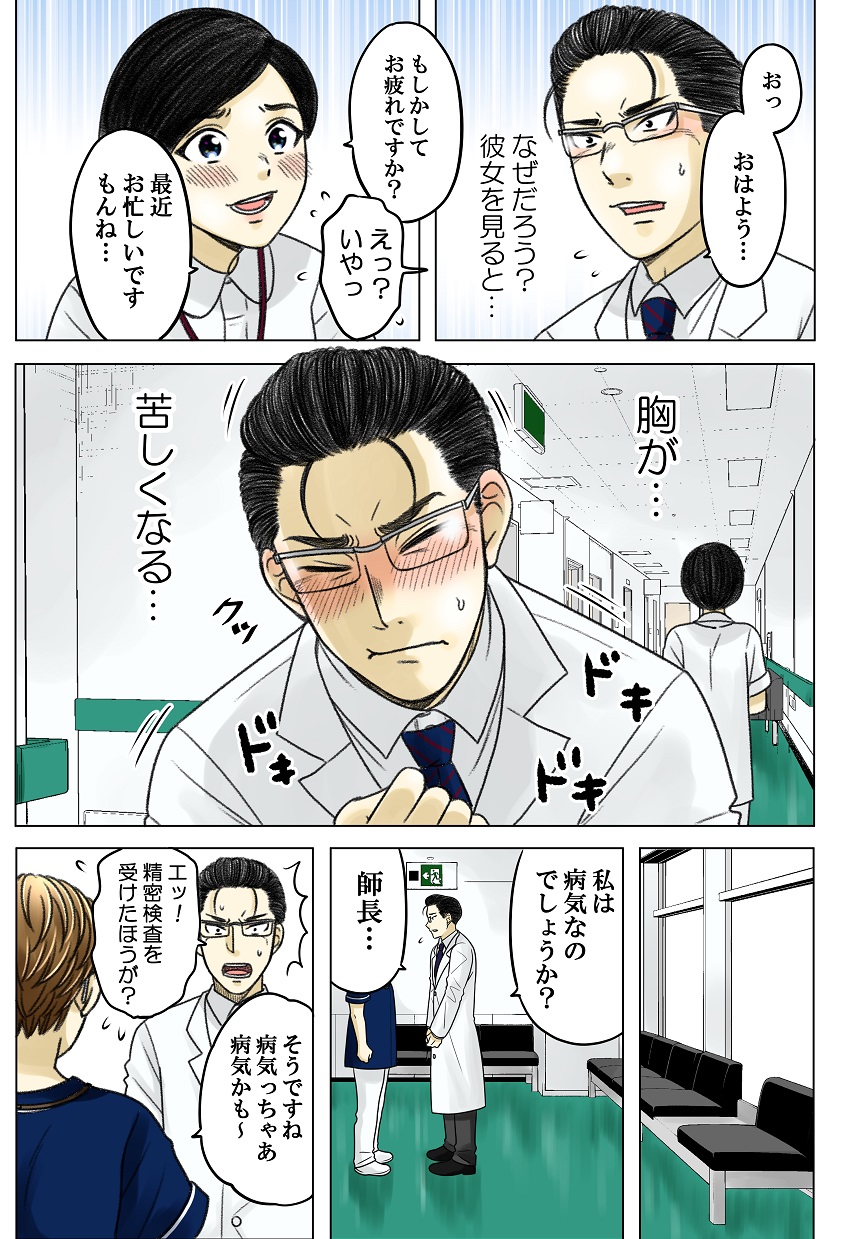 おっ
おはよう…
なぜだろう?
彼女を見ると…
もしかして
お疲れですか?
えっ?
いやっ
最近
お忙しいです
もんね…
胸が…
苦しくなる…
ドキ
ドキ
クッ
ドキ
私は
病気なの
でしょうか?
師長…
そうですね
病気っちゃあ
病気かも～
エッ!
精密検査を
受けたほうが?